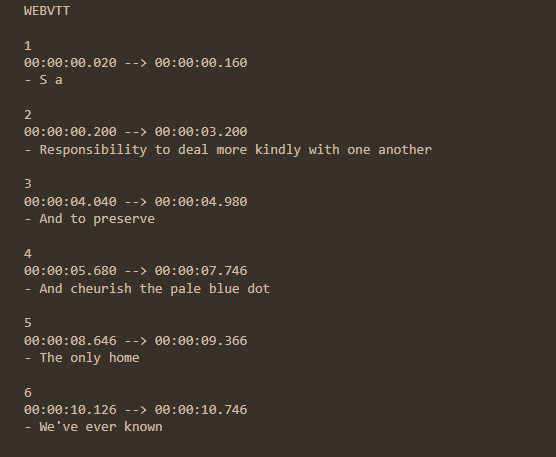 WEBVTT
1
00:00:00.020 --> 00:00:00.160
- S a
2
00:00:00.200 --> 00:00:03.200
- Responsibility to deal more kindly with one another
3
00:00:04.040 --> 00:00:04.980
- And to preserve
4
00:00:05.680 --> 00:00:07.746
- And cheurish the pale blue dot
5
00:00:08.646 --> 00:00:09.366
- The only home
6
00:00:10.126 --> 00:00:10.746
- We've ever known